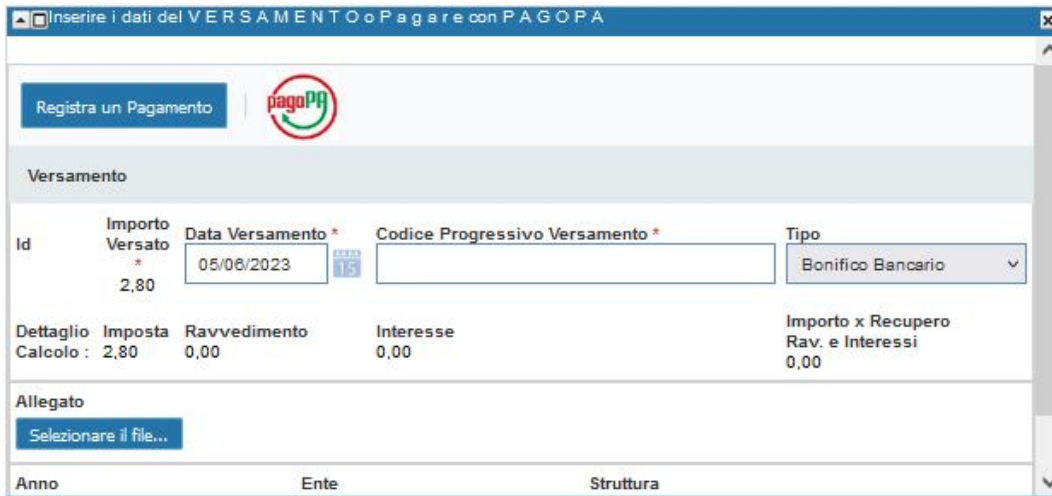 Inserire i dati del V E R S A M E N T O o P a g a r e con P A G O P A
Registra un Pagamento
pagoPA
Versamento
Id Importo Versato * 2,80 Data Versamento * 05/06/2023 15 Codice Progressivo Versamento * Tipo Bonifico Bancario
Dettaglio Calcolo : Imposta 2,80 Ravvedimento 0,00 Interesse 0,00 Importo x Recupero Rav. e Interessi 0,00
Allegato
Selezionare il file...
Anno Ente Struttura